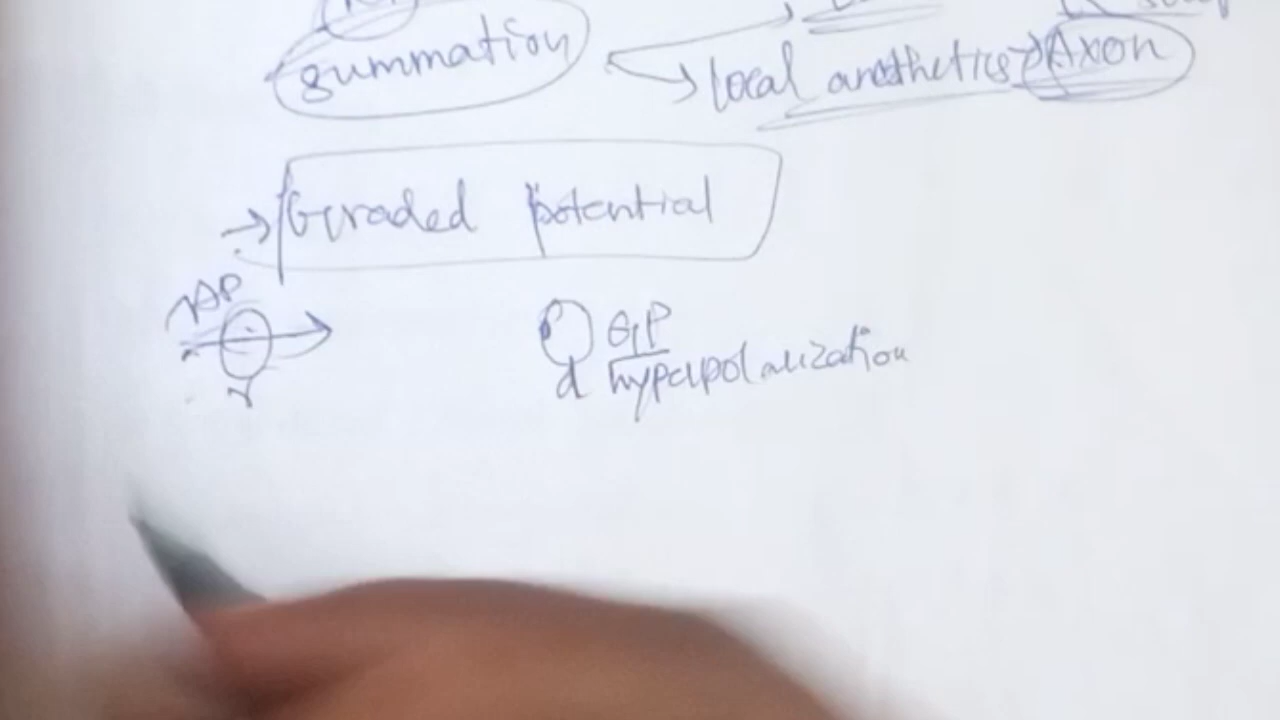 summation
local anesthetics → Axon
→ Graded potential
AP
GP
d hyperpolarization